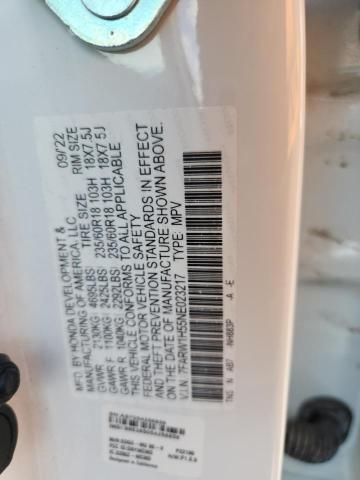 MFD. BY HONDA DEVELOPMENT & 09/'22
MANUFACTURING OF AMERICA, LLC
TIRE SIZE RIM SIZE
GVWR 2130KG 4695LBS
GAWR F 1100KG 2425LBS 235/60R18 103H 18X7.5J
GAWR R 1040KG 2292LBS 235/60R18 103H 18X7.5J
THIS VEHICLE CONFORMS TO ALL APPLICABLE
FEDERAL MOTOR VEHICLE SAFETY
AND THEFT PREVENTION STANDARDS IN EFFECT
ON THE DATE OF MANUFACTURE SHOWN ABOVE.
V.I.N. 7FARW1H55NE023217 TYPE: MPV
TN AB7 NH883P -A -E